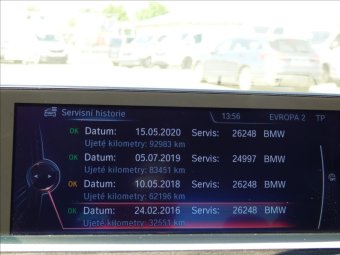 Servisní historie
13:56 EVROPA 2 TP
OK Datum: 15.05.2020 Servis: 26248 BMW
Ujeté kilometry: 92983 km
OK Datum: 05.07.2019 Servis: 24997 BMW
Ujeté kilometry: 83451 km
OK Datum: 10.05.2018 Servis: 26248 BMW
Ujeté kilometry: 62196 km
OK Datum: 24.02.2016 Servis: 26248 BMW
Ujeté kilometry: 32551 km